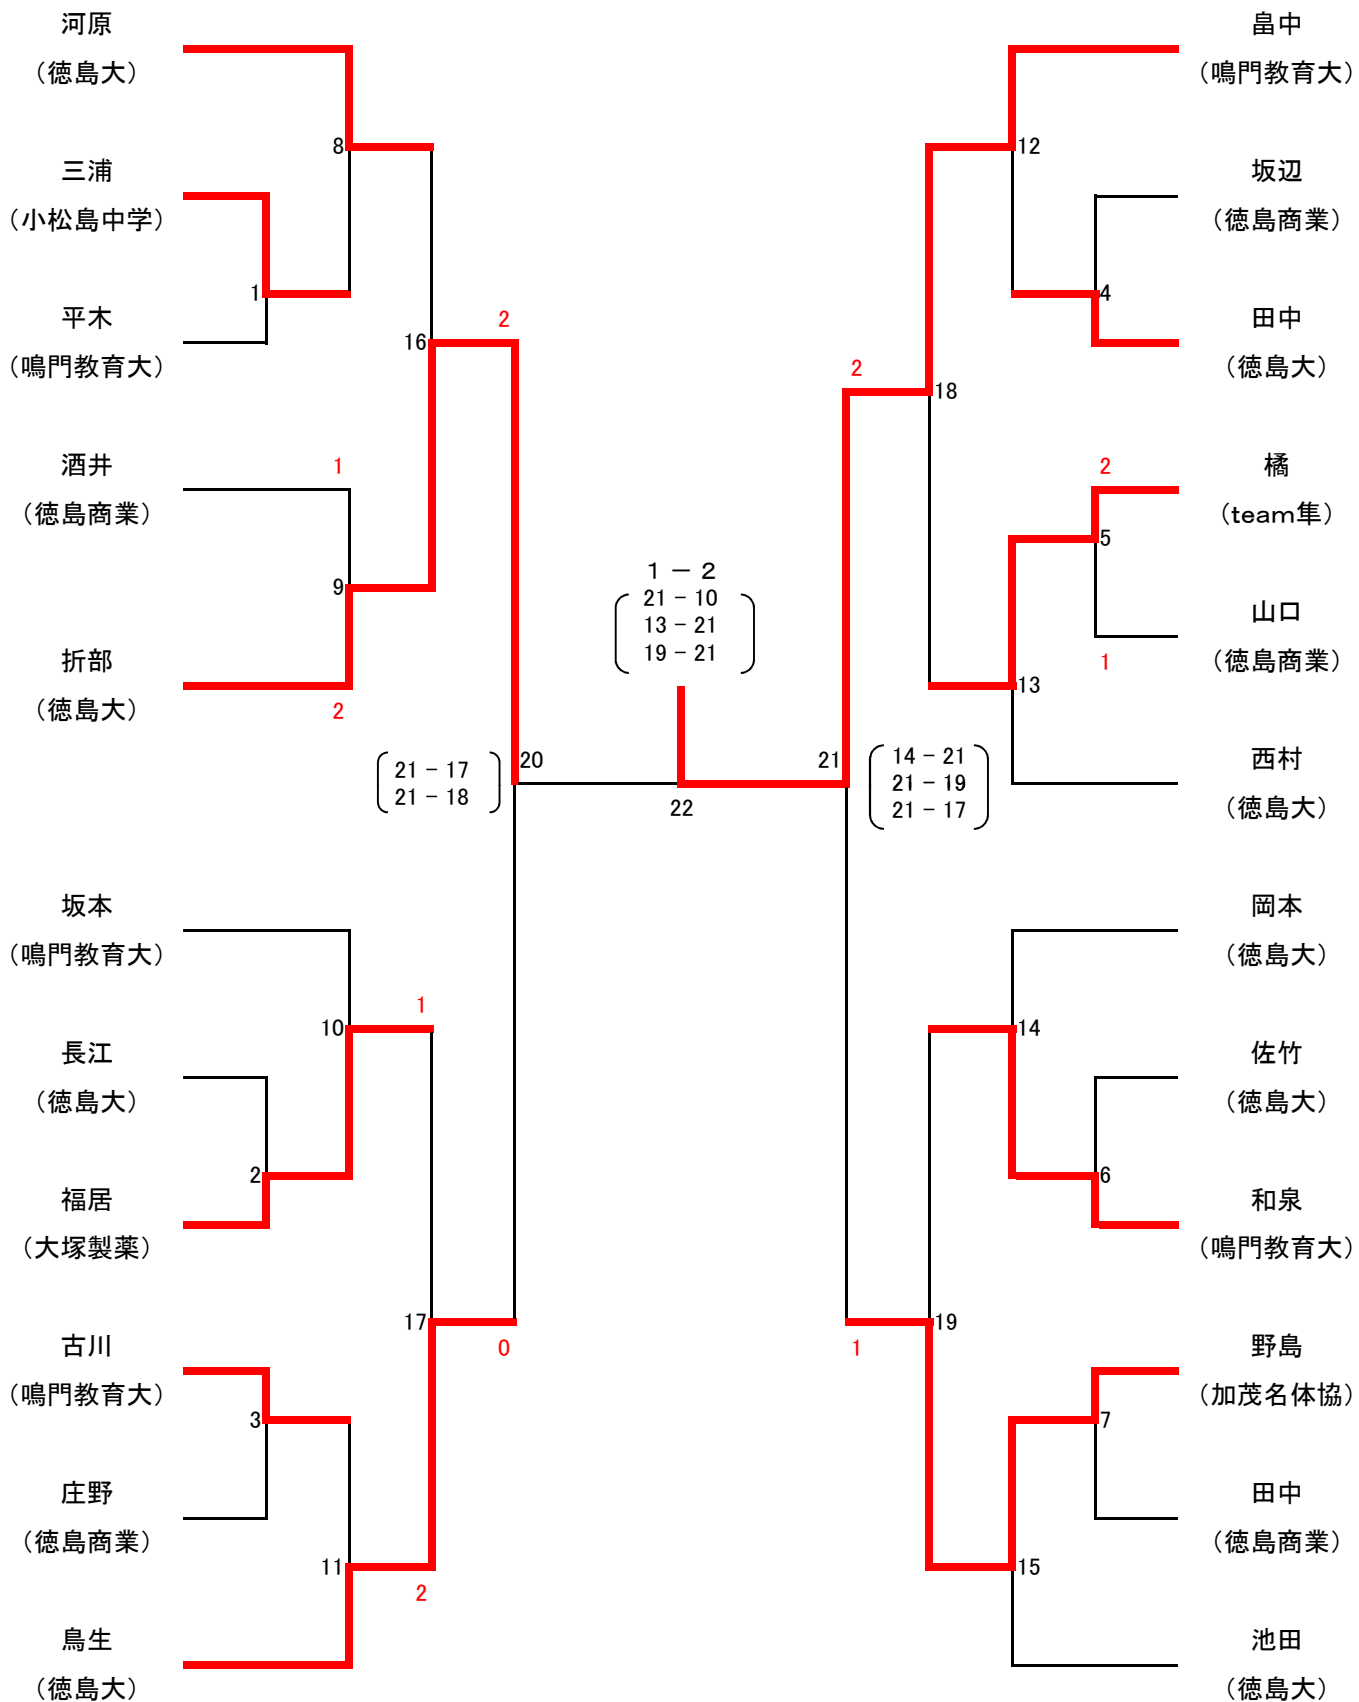 河原
（徳島大）
8
三浦
（小松島中学）
1
平木
（鳴門教育大）
16
2
酒井
（徳島商業）
1
9
折部
（徳島大）
2
20
21 − 17
21 − 18
坂本
（鳴門教育大）
10
1
長江
（徳島大）
2
福居
（大塚製薬）
17
0
古川
（鳴門教育大）
3
庄野
（徳島商業）
11
2
鳥生
（徳島大）
1 − 2
21 − 10
13 − 21
19 − 21
22
畠中
（鳴門教育大）
12
坂辺
（徳島商業）
4
田中
（徳島大）
2
18
2
橘
（team隼）
5
山口
（徳島商業）
1
13
西村
（徳島大）
21
14 − 21
21 − 19
21 − 17
岡本
（徳島大）
14
佐竹
（徳島大）
6
和泉
（鳴門教育大）
19
1
野島
（加茂名体協）
7
田中
（徳島商業）
15
池田
（徳島大）